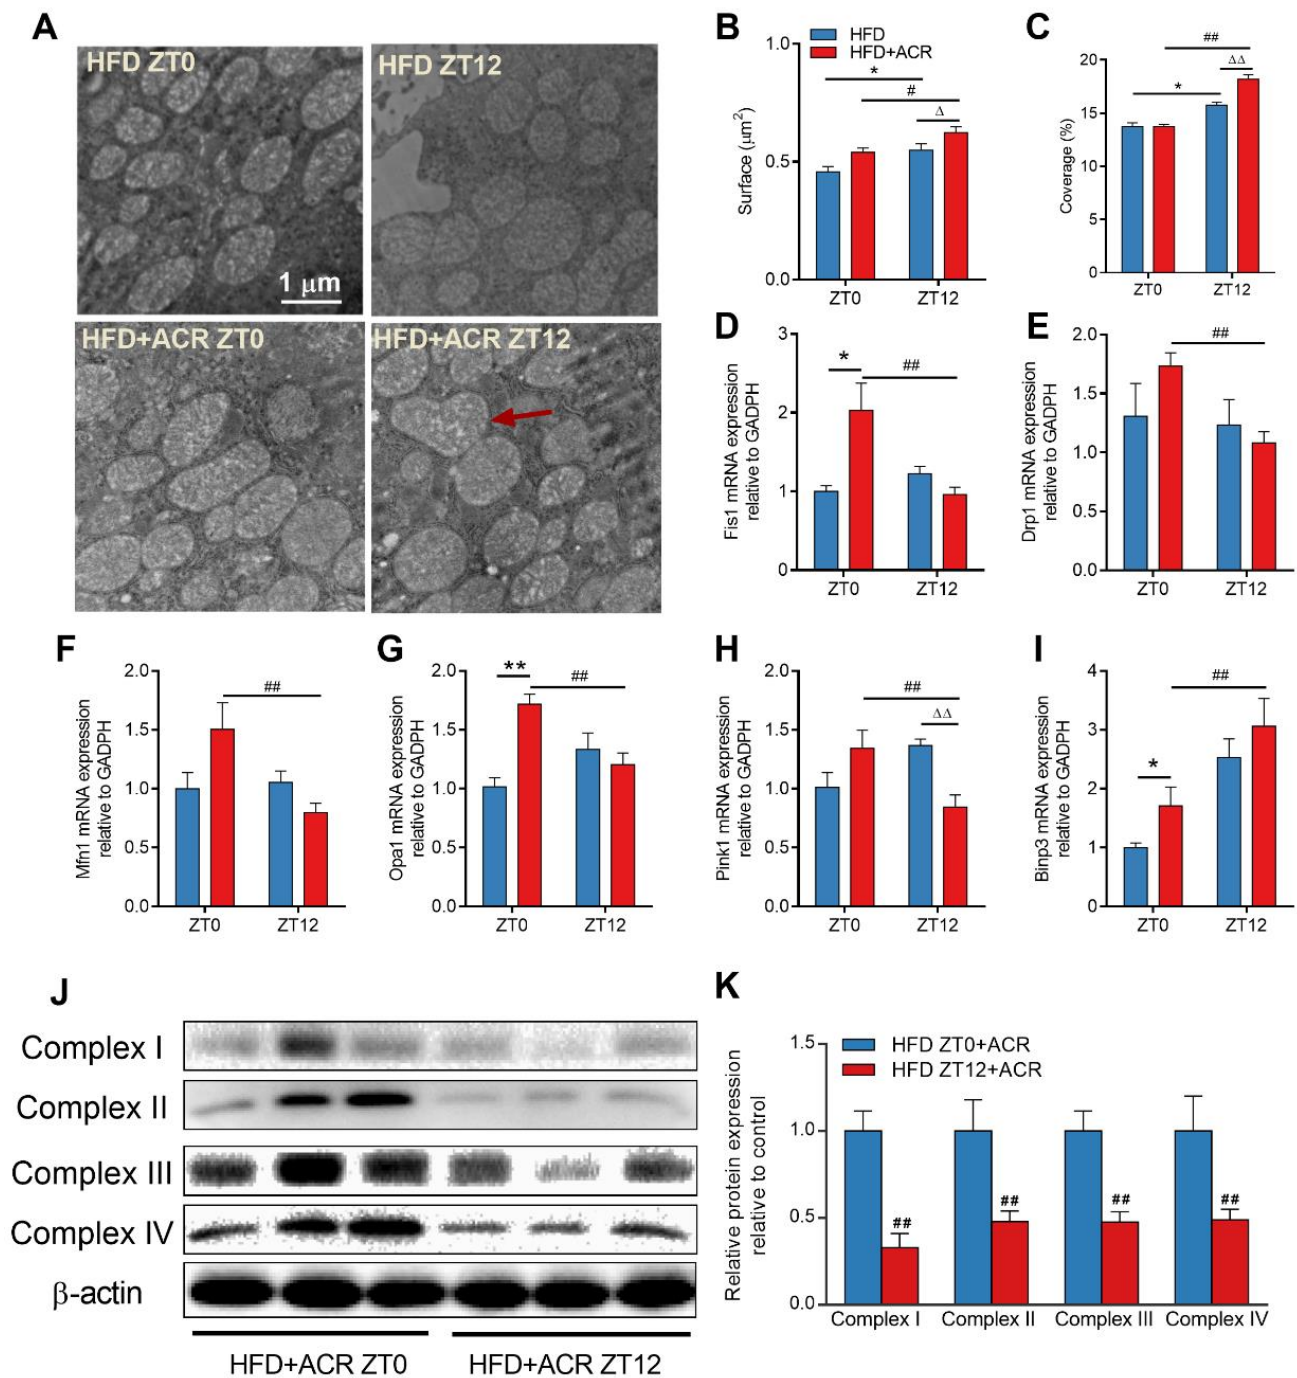 A
HFD ZT0
HFD ZT12
1 μm
HFD+ACR ZT0
HFD+ACR ZT12
B
HFD
HFD+ACR
Surface (μm²)
1.0
0.5
0.0
*
#
Δ
ZT0 ZT12
C
Coverage (%)
20
15
10
5
0
##
ΔΔ
*
ZT0 ZT12
D
Fis1 mRNA expression
relative to GADPH
3
2
1
0
*
##
ZT0 ZT12
E
Drp1 mRNA expression
relative to GADPH
2.0
1.5
1.0
0.5
0.0
##
ZT0 ZT12
F
Mfn1 mRNA expression
relative to GADPH
2.0
1.5
1.0
0.5
0.0
##
ZT0 ZT12
G
Opa1 mRNA expression
relative to GADPH
2.0
1.5
1.0
0.5
0.0
**
##
ZT0 ZT12
H
Pink1 mRNA expression
relative to GADPH
2.0
1.5
1.0
0.5
0.0
##
ΔΔ
ZT0 ZT12
I
Binp3 mRNA expression
relative to GADPH
4
3
2
1
0
##
*
ZT0 ZT12
J
Complex I
Complex II
Complex III
Complex IV
β-actin
HFD+ACR ZT0 HFD+ACR ZT12
K
Relative protein expression
relative to control
1.5
1.0
0.5
0.0
HFD ZT0+ACR
HFD ZT12+ACR
## ## ## ##
Complex I Complex II Complex III Complex IV